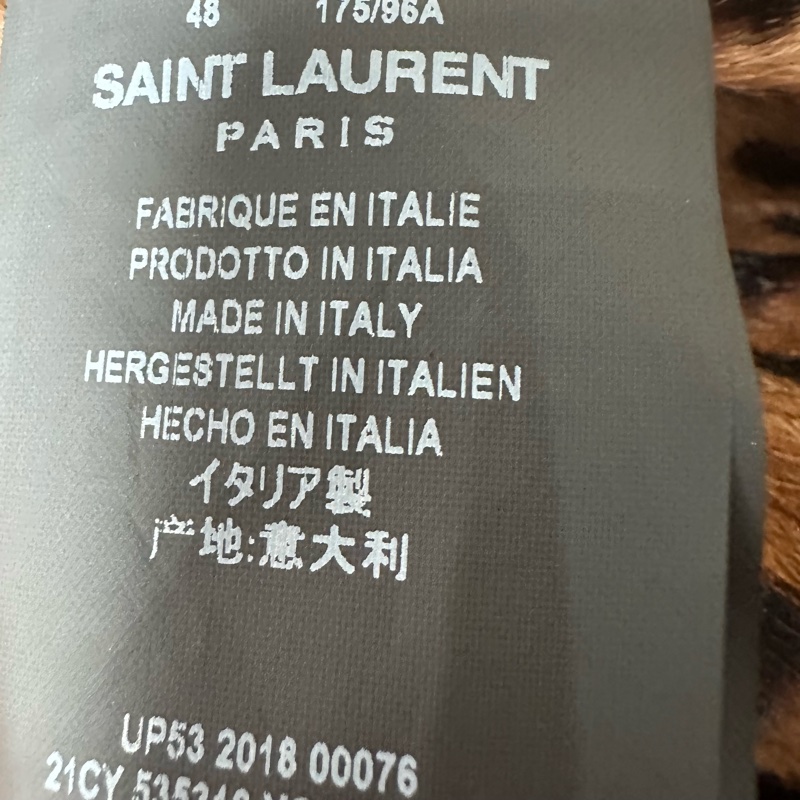 48 175/96A
SAINT LAURENT
PARIS
FABRIQUE EN ITALIE
PRODOTTO IN ITALIA
MADE IN ITALY
HERGESTELLT IN ITALIEN
HECHO EN ITALIA
イタリア製
产地:意大利
UP53 2018 00076
21CY